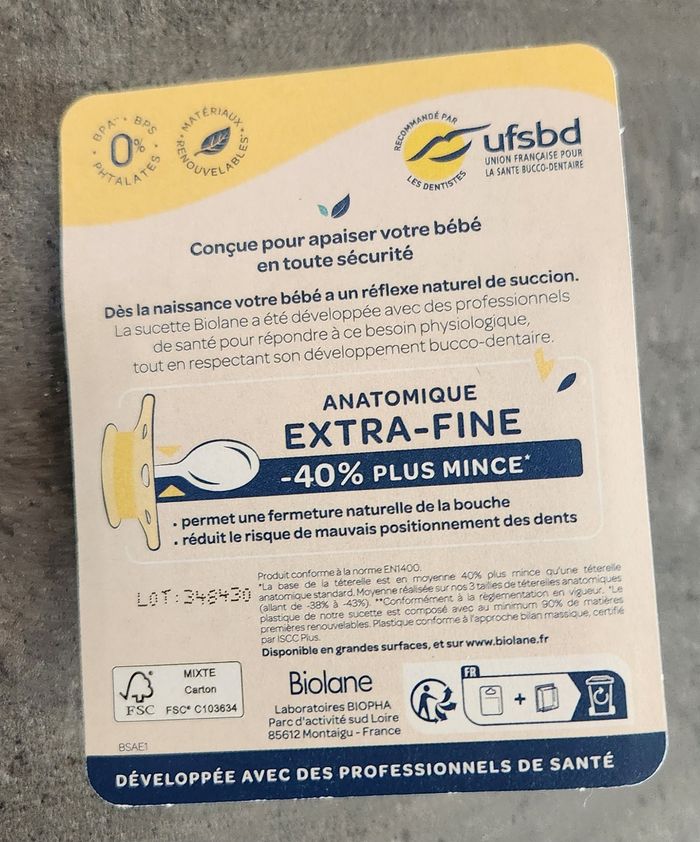 BPA** • BPS • PHTALATES •
0%
• MATÉRIAUX • RENOUVELABLES*
RECOMMANDÉ PAR
LES DENTISTES
ufsbd
UNION FRANÇAISE POUR
LA SANTE BUCCO-DENTAIRE
Conçue pour apaiser votre bébé
en toute sécurité
Dès la naissance votre bébé a un réflexe naturel de succion.
La sucette Biolane a été développée avec des professionnels
de santé pour répondre à ce besoin physiologique,
tout en respectant son développement bucco-dentaire.
ANATOMIQUE
EXTRA-FINE
-40% PLUS MINCE*
• permet une fermeture naturelle de la bouche
• réduit le risque de mauvais positionnement des dents
LOT:348430
Produit conforme à la norme EN1400.
*La base de la téterelle est en moyenne 40% plus mince qu'une téterelle
anatomique standard. Moyenne réalisée sur nos 3 tailles de téterelles anatomiques
(allant de -38% à -43%). **Conformément à la règlementation en vigueur. *Le
plastique de notre sucette est composé avec au minimum 90% de matières
premières renouvelables. Plastique conforme à l'approche bilan massique, certifié
par ISCC Plus.
Disponible en grandes surfaces, et sur www.biolane.fr
FSC
MIXTE
Carton
FSC® C103634
Biolane
Laboratoires BIOPHA
Parc d'activité sud Loire
85612 Montaigu - France
FR
+
BSAE1
DÉVELOPPÉE AVEC DES PROFESSIONNELS DE SANTÉ